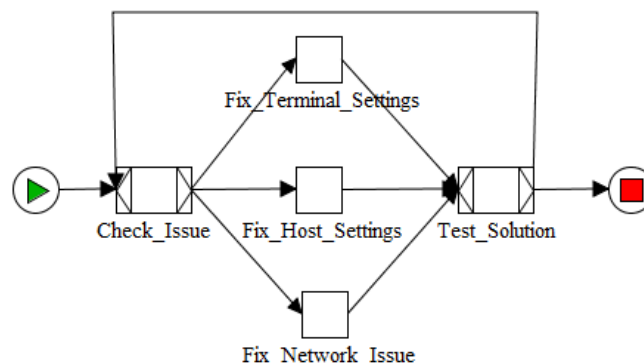 Fix_Terminal_Settings
Check_Issue
Fix_Host_Settings
Test_Solution
Fix_Network_Issue